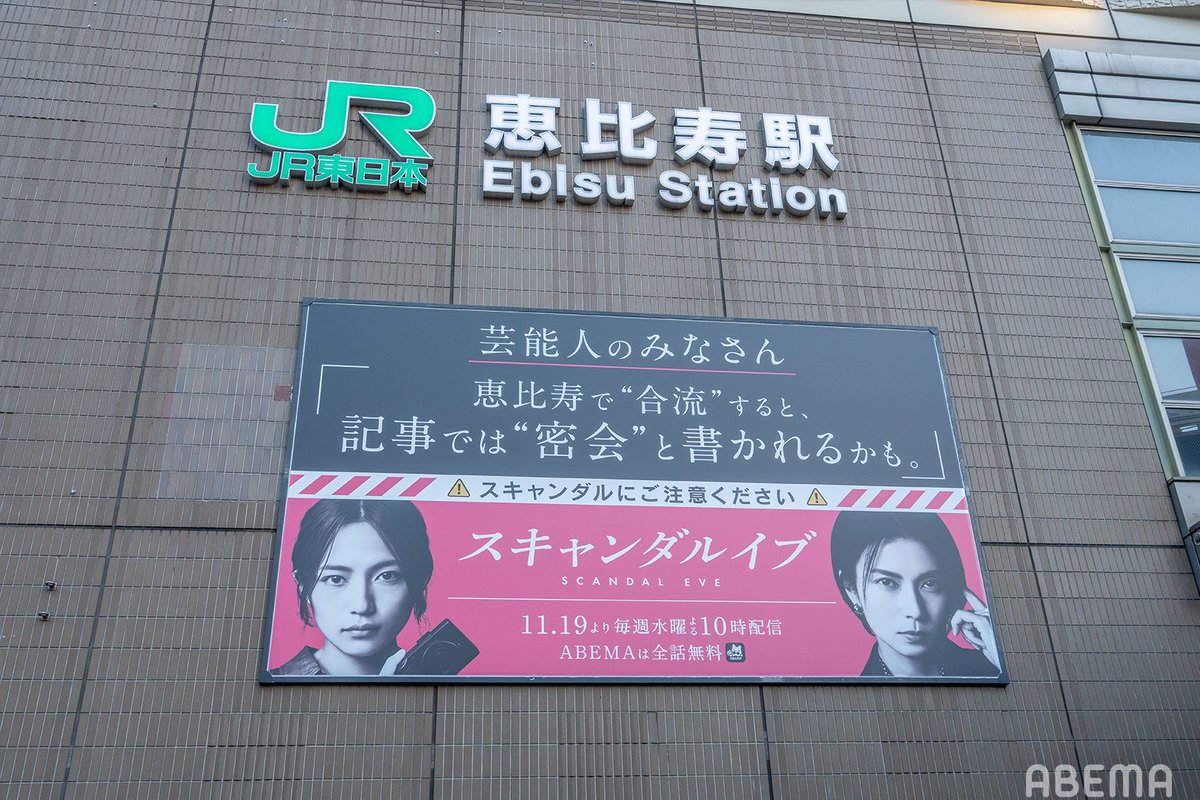 JR
JR東日本
恵比寿駅
Ebisu Station
芸能人のみなさん
「恵比寿で“合流”すると、
記事では“密会”と書かれるかも。」
スキャンダルにご注意ください
スキャンダルイブ
SCANDAL EVE
11.19より毎週水曜よる10時配信
ABEMAは全話無料
ABEMA